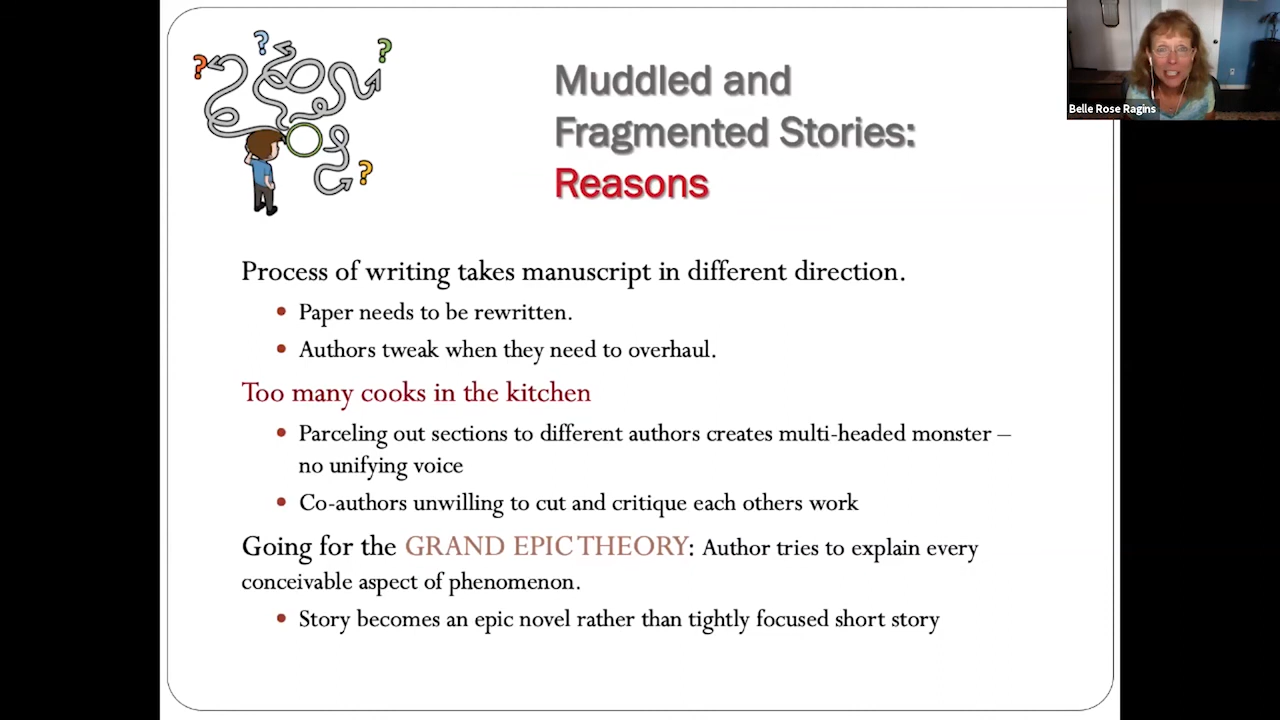 ? ? ? ?
Muddled and
Fragmented Stories:
Reasons
Belle Rose Ragins
Process of writing takes manuscript in different direction.
• Paper needs to be rewritten.
• Authors tweak when they need to overhaul.
Too many cooks in the kitchen
• Parceling out sections to different authors creates multi-headed monster –
no unifying voice
• Co-authors unwilling to cut and critique each others work
Going for the GRAND EPIC THEORY: Author tries to explain every
conceivable aspect of phenomenon.
• Story becomes an epic novel rather than tightly focused short story